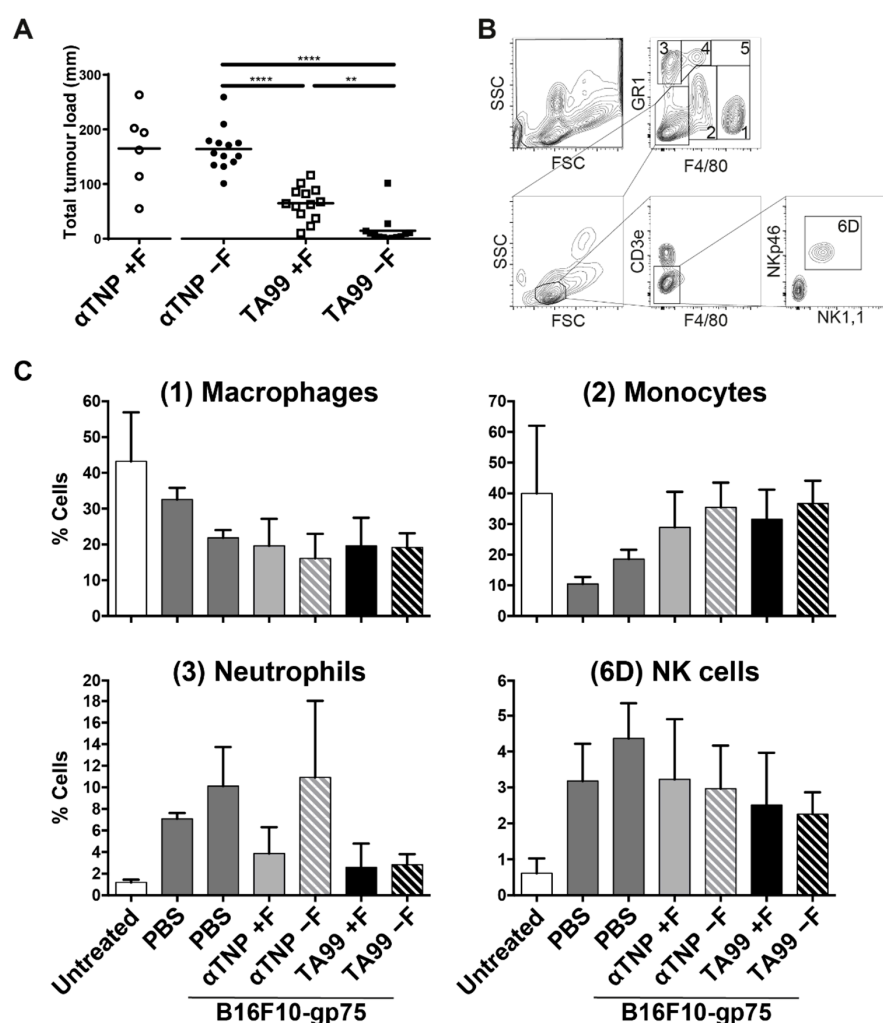 A
Total tumour load (mm)
300
200
100
0
****
****
**
αTNP +F
αTNP −F
TA99 +F
TA99 −F
B
SSC
FSC
GR1
3
4
5
2
1
F4/80
SSC
FSC
CD3e
F4/80
NKp46
6D
NK1,1
C
(1) Macrophages
% Cells
60
50
40
30
20
10
0
(2) Monocytes
70
60
50
40
30
20
10
0
(3) Neutrophils
% Cells
20
18
16
14
12
10
8
6
4
2
0
Untreated
PBS
PBS
αTNP +F
αTNP −F
TA99 +F
TA99 −F
B16F10-gp75
(6D) NK cells
6
5
4
3
2
1
0
Untreated
PBS
PBS
αTNP +F
αTNP −F
TA99 +F
TA99 −F
B16F10-gp75